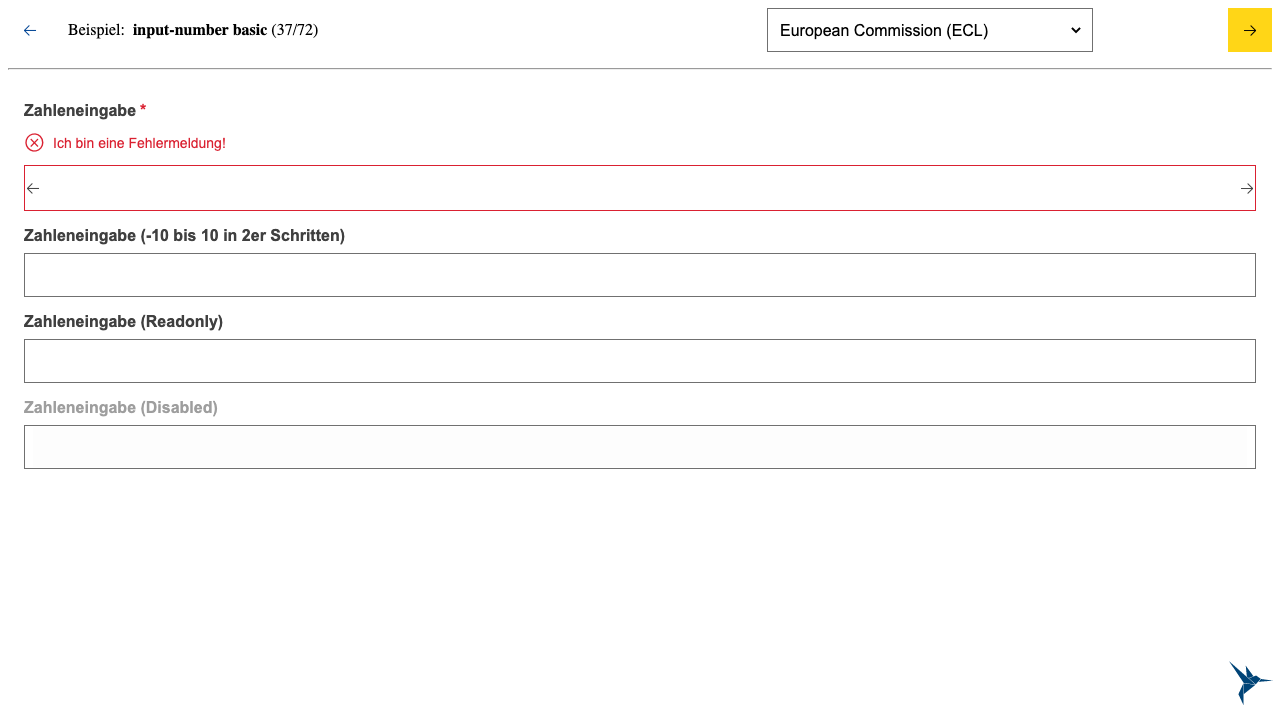 Beispiel: input-number basic (37/72)
European Commission (ECL)
Zahleneingabe *
Ich bin eine Fehlermeldung!
Zahleneingabe (-10 bis 10 in 2er Schritten)
Zahleneingabe (Readonly)
Zahleneingabe (Disabled)